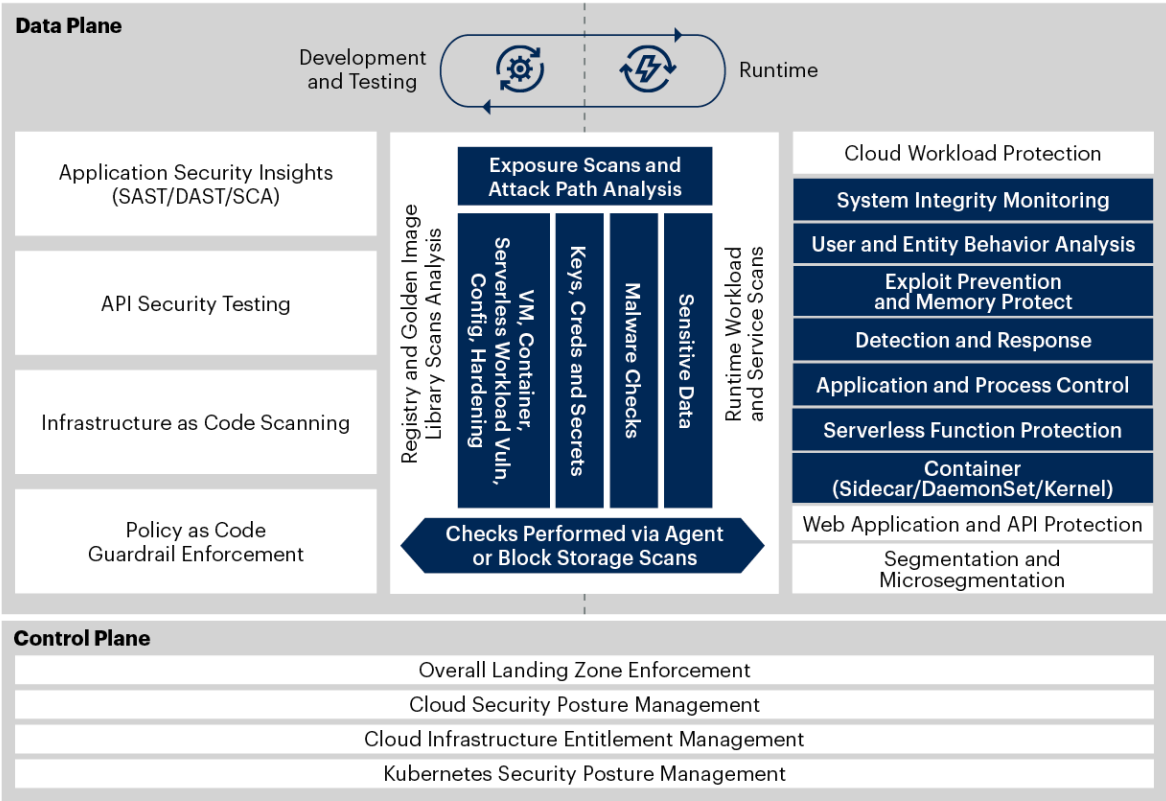 Data Plane
Development
and Testing
Runtime
Application Security Insights
(SAST/DAST/SCA)
API Security Testing
Infrastructure as Code Scanning
Policy as Code
Guardrail Enforcement
Registry and Golden Image
Library Scans Analysis
Exposure Scans and
Attack Path Analysis
VM, Container,
Serverless Workload Vuln,
Config, Hardening
Keys, Creds and Secrets
Malware Checks
Sensitive Data
Runtime Workload
and Service Scans
Checks Performed via Agent
or Block Storage Scans
Cloud Workload Protection
System Integrity Monitoring
User and Entity Behavior Analysis
Exploit Prevention
and Memory Protect
Detection and Response
Application and Process Control
Serverless Function Protection
Container
(Sidecar/DaemonSet/Kernel)
Web Application and API Protection
Segmentation and
Microsegmentation
Control Plane
Overall Landing Zone Enforcement
Cloud Security Posture Management
Cloud Infrastructure Entitlement Management
Kubernetes Security Posture Management